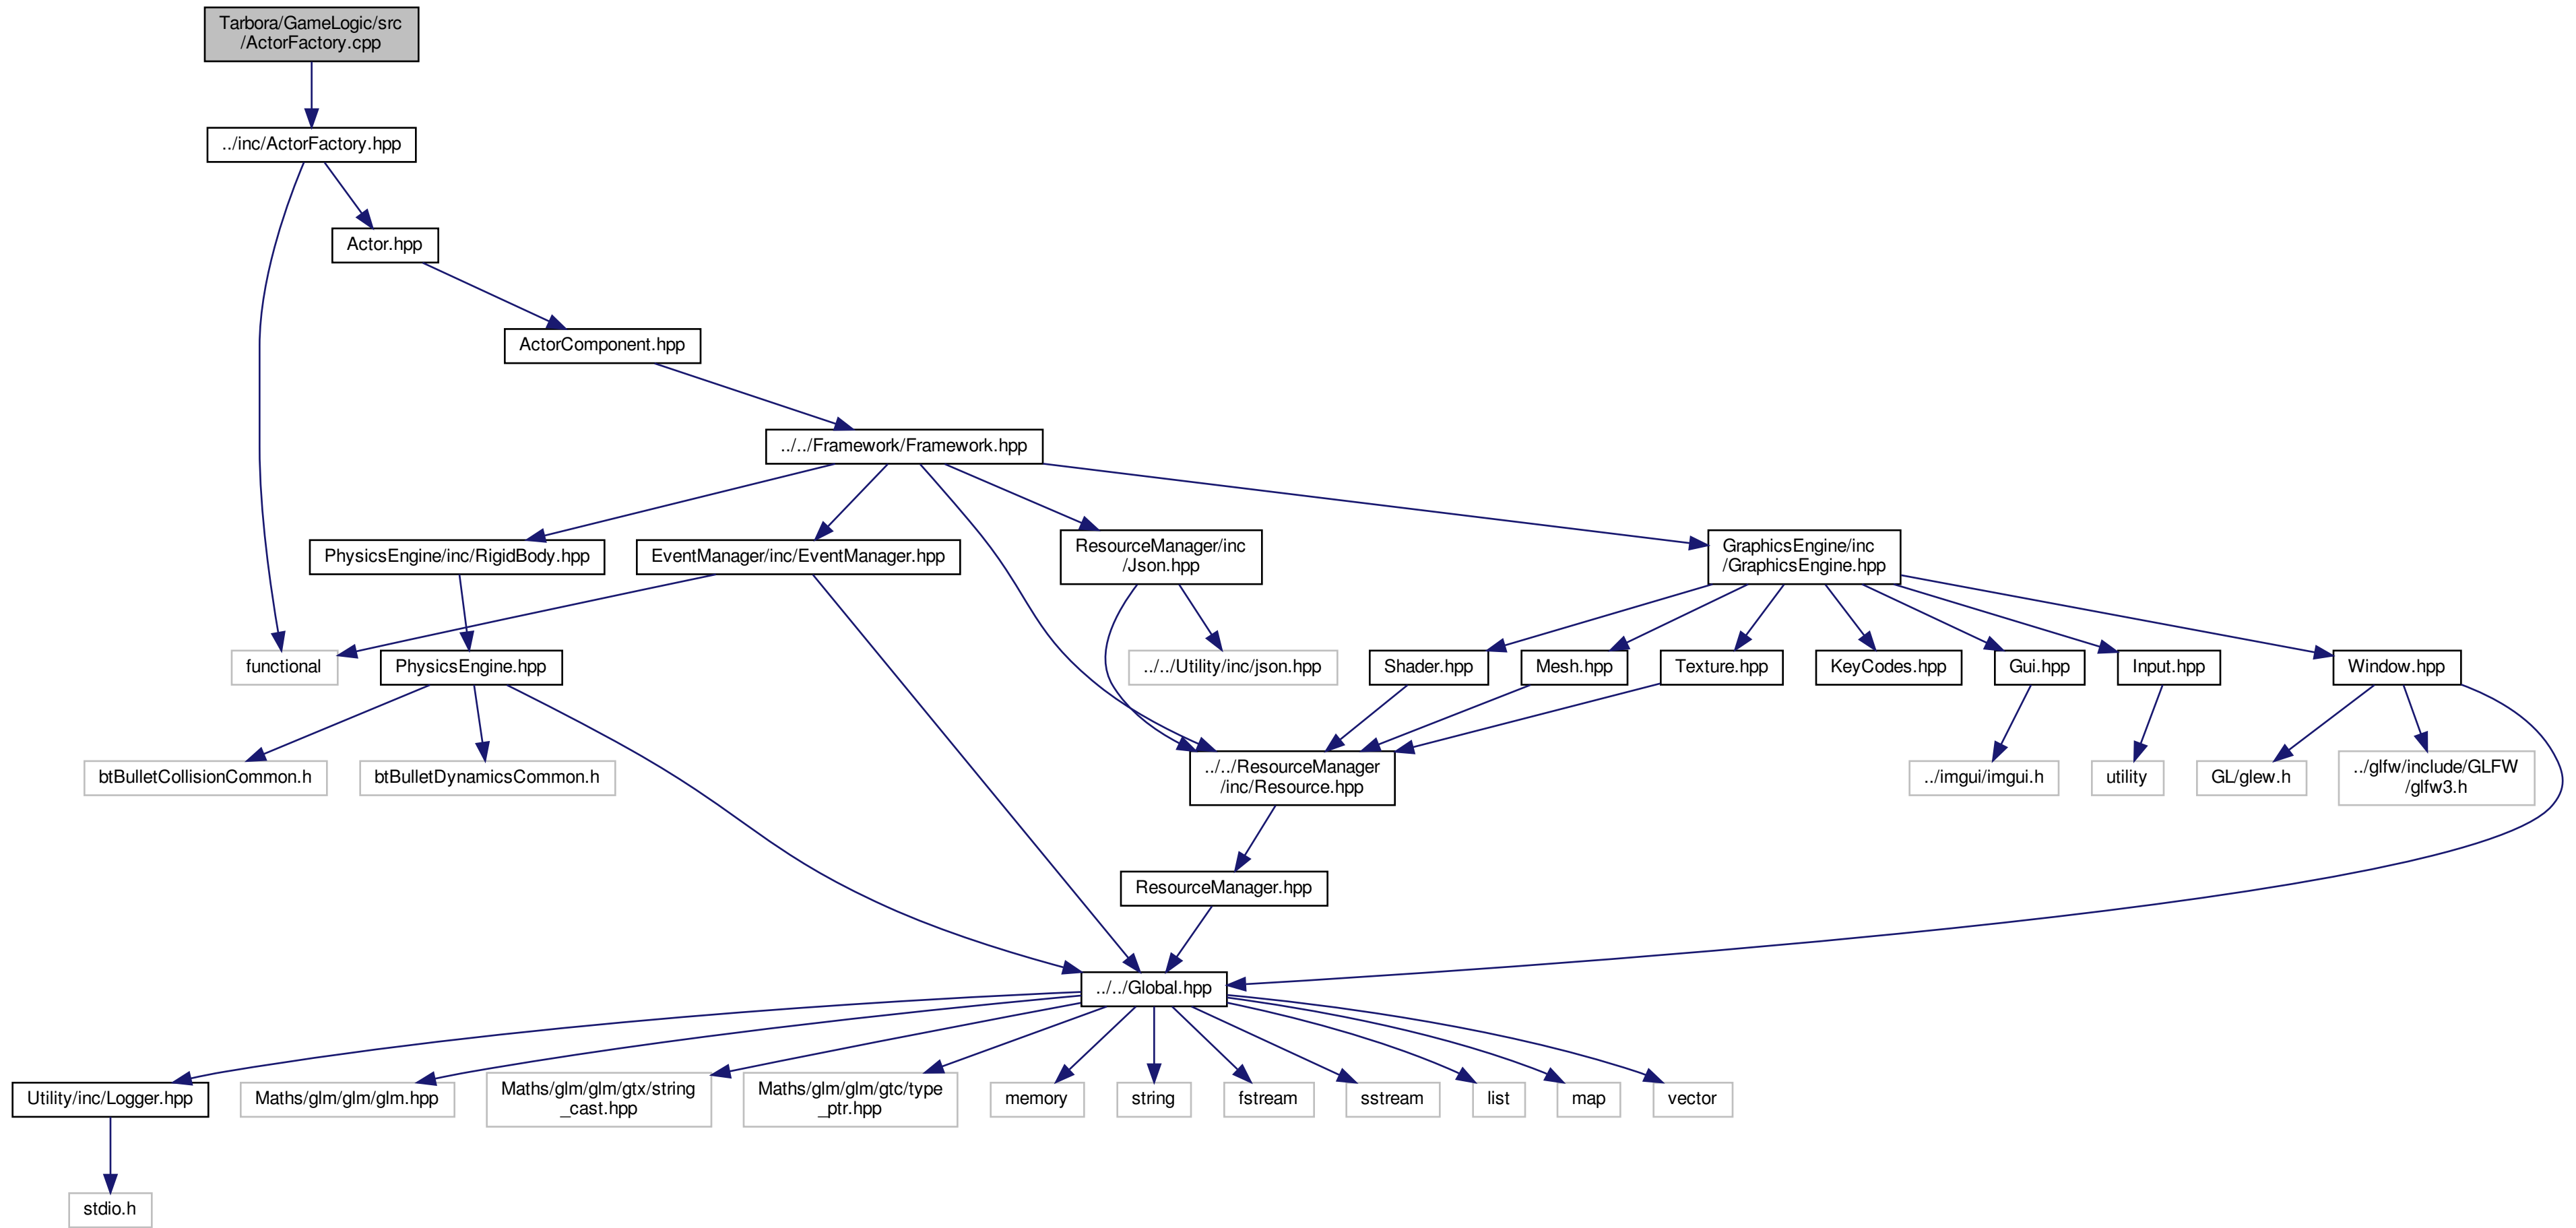 Tarbora/GameLogic/src
/ActorFactory.cpp
../inc/ActorFactory.hpp
Actor.hpp
ActorComponent.hpp
../../Framework/Framework.hpp
PhysicsEngine/inc/RigidBody.hpp
EventManager/inc/EventManager.hpp
ResourceManager/inc
/Json.hpp
GraphicsEngine/inc
/GraphicsEngine.hpp
functional
PhysicsEngine.hpp
../../Utility/inc/json.hpp
Shader.hpp
Mesh.hpp
Texture.hpp
KeyCodes.hpp
Gui.hpp
Input.hpp
Window.hpp
btBulletCollisionCommon.h
btBulletDynamicsCommon.h
../../ResourceManager
/inc/Resource.hpp
../imgui/imgui.h
utility
GL/glew.h
../glfw/include/GLFW
/glfw3.h
ResourceManager.hpp
../../Global.hpp
Utility/inc/Logger.hpp
Maths/glm/glm/glm.hpp
Maths/glm/glm/gtx/string
_cast.hpp
Maths/glm/glm/gtc/type
_ptr.hpp
memory
string
fstream
sstream
list
map
vector
stdio.h